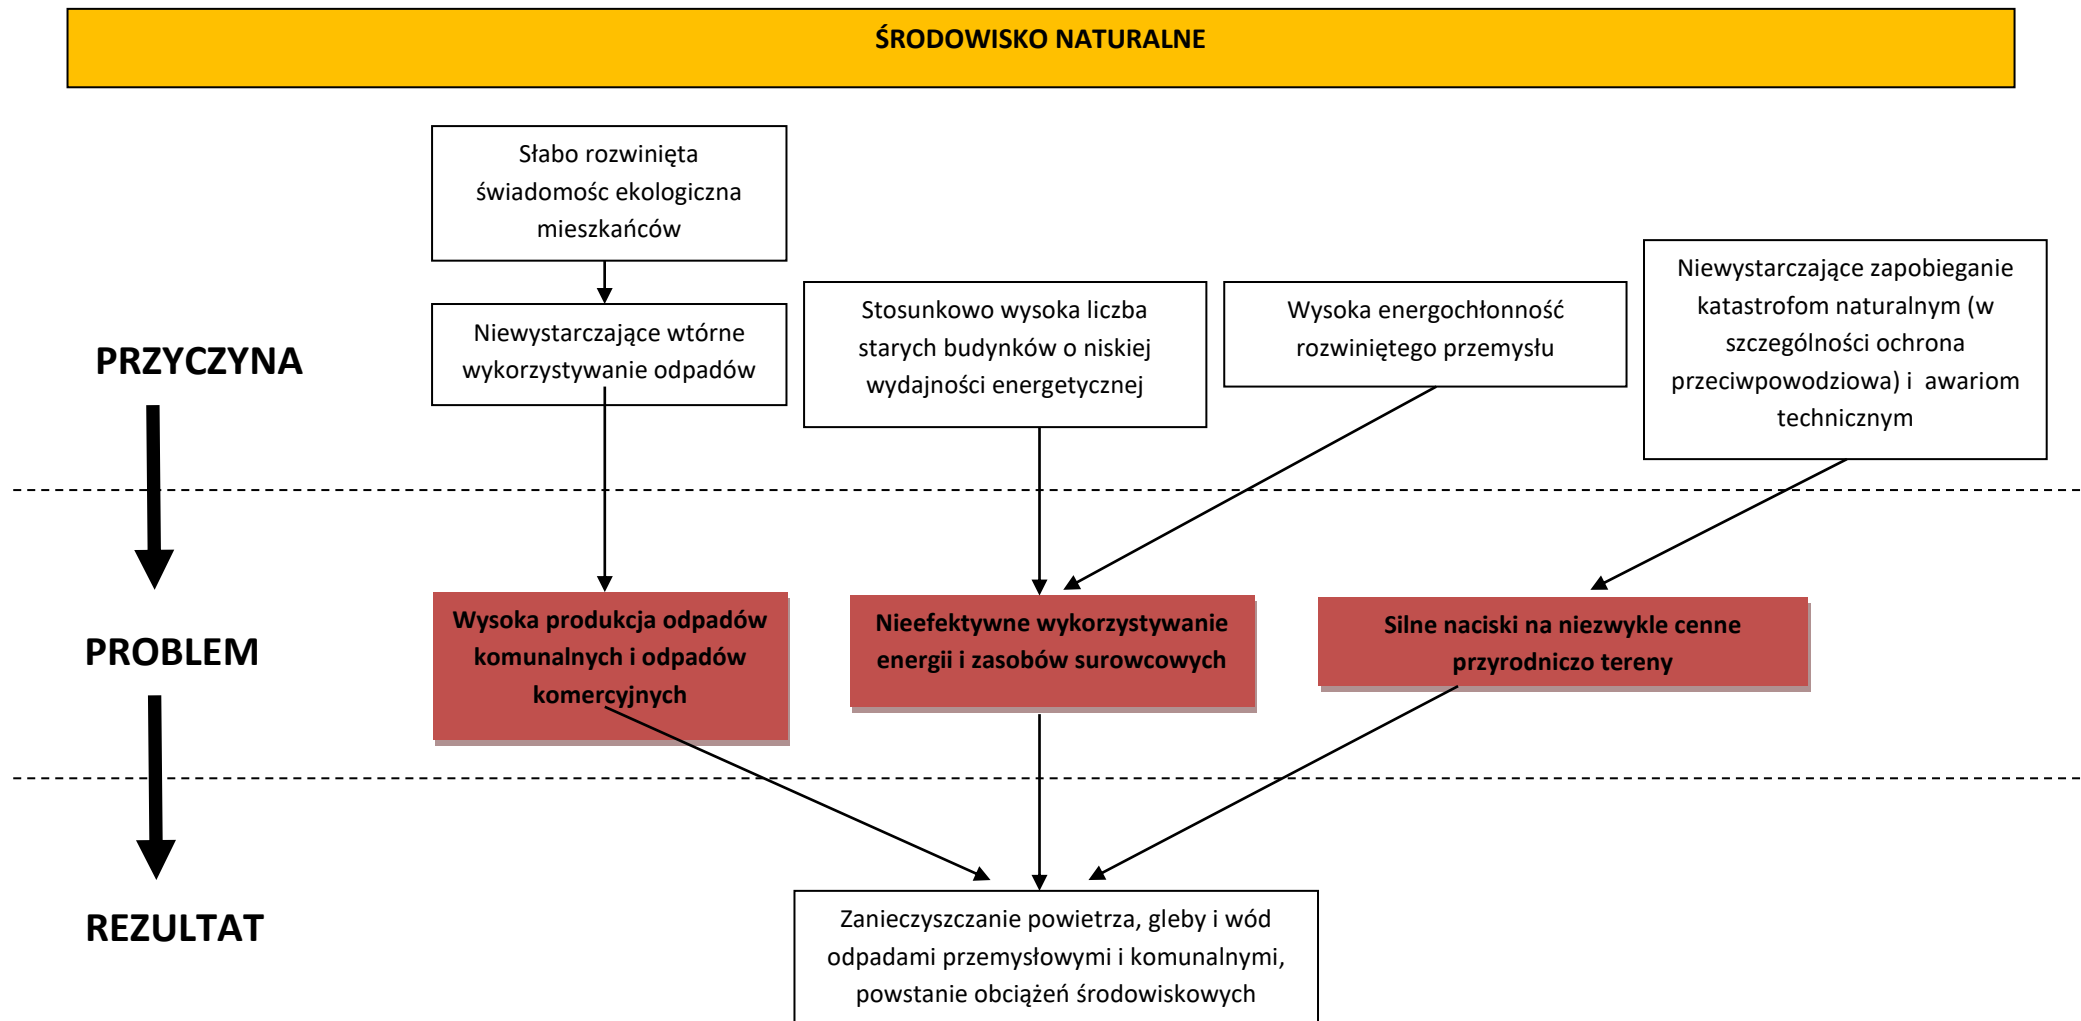 ŚRODOWISKO NATURALNE
Słabo rozwinięta
świadomośc ekologiczna
mieszkańców
Niewystarczające wtórne
wykorzystywanie odpadów
Stosunkowo wysoka liczba
starych budynków o niskiej
wydajności energetycznej
Wysoka energochłonność
rozwiniętego przemysłu
Niewystarczające zapobieganie
katastrofom naturalnym (w
szczególności ochrona
przeciwpowodziowa) i  awariom
technicznym
PRZYCZYNA
PROBLEM
Wysoka produkcja odpadów
komunalnych i odpadów
komercyjnych
Nieefektywne wykorzystywanie
energii i zasobów surowcowych
Silne naciski na niezwykle cenne
przyrodniczo tereny
REZULTAT
Zanieczyszczanie powietrza, gleby i wód
odpadami przemysłowymi i komunalnymi,
powstanie obciążeń środowiskowych